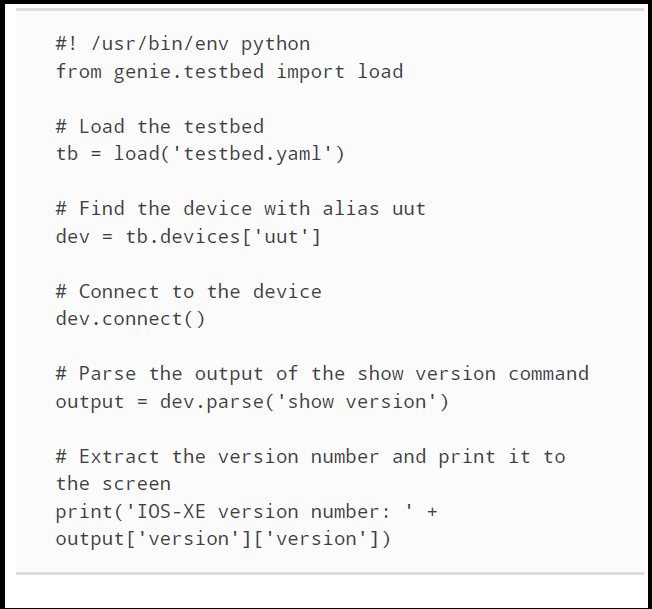 #! /usr/bin/env python
from genie.testbed import load
# Load the testbed
tb = load('testbed.yaml')
# Find the device with alias uut
dev = tb.devices['uut']
# Connect to the device
dev.connect()
# Parse the output of the show version command
output = dev.parse('show version')
# Extract the version number and print it to
the screen
print('IOS-XE version number: ' +
output['version']['version'])